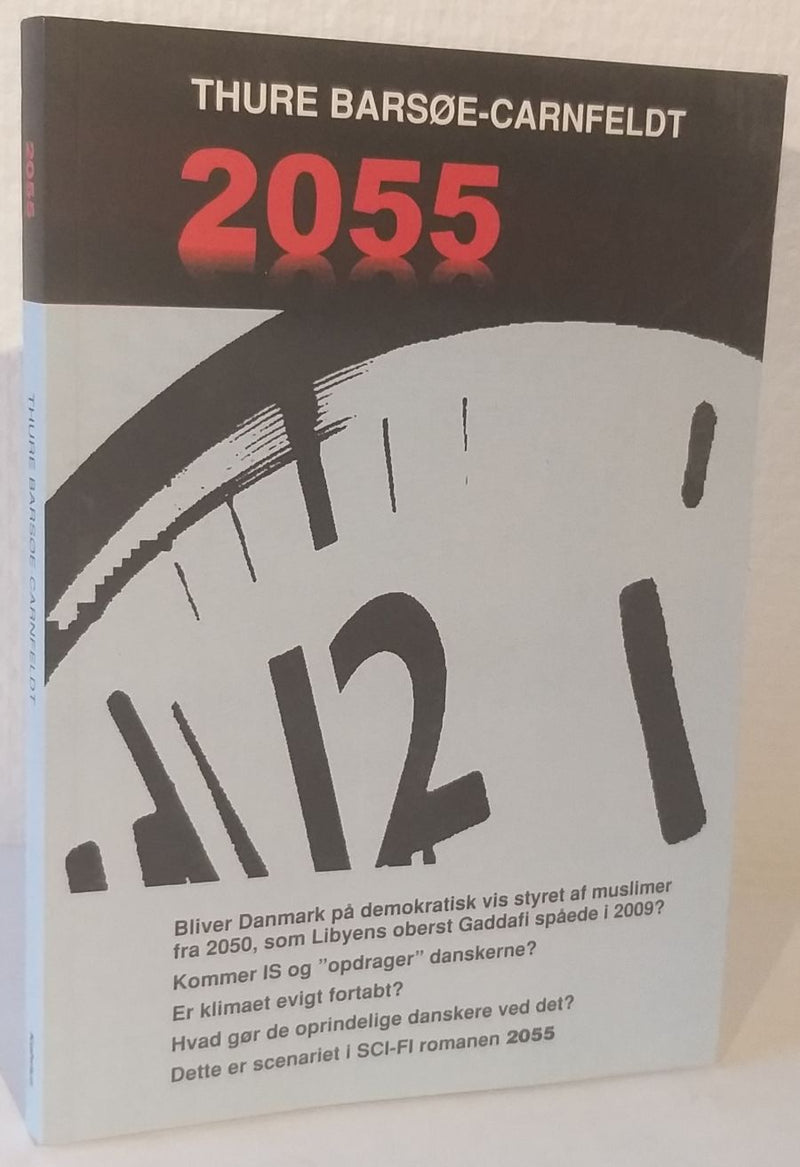 THURE BARSØE-CARNFELDT
2055
2055
THURE BARSØE-CARNFELDT
12
Bliver Danmark på demokratisk vis styret af muslimer
fra 2050, som Libyens oberst Gaddafi spåede i 2009?
Kommer IS og ”opdrager” danskerne?
Er klimaet evigt fortabt?
Hvad gør de oprindelige danskere ved det?
Dette er scenariet i SCI-FI romanen 2055